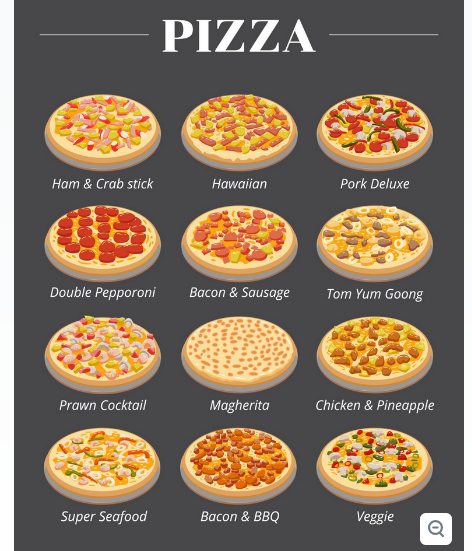 PIZZA
Ham & Crab stick
Hawaiian
Pork Deluxe
Double Pepporoni
Bacon & Sausage
Tom Yum Goong
Prawn Cocktail
Magherita
Chicken & Pineapple
Super Seafood
Bacon & BBQ
Veggie